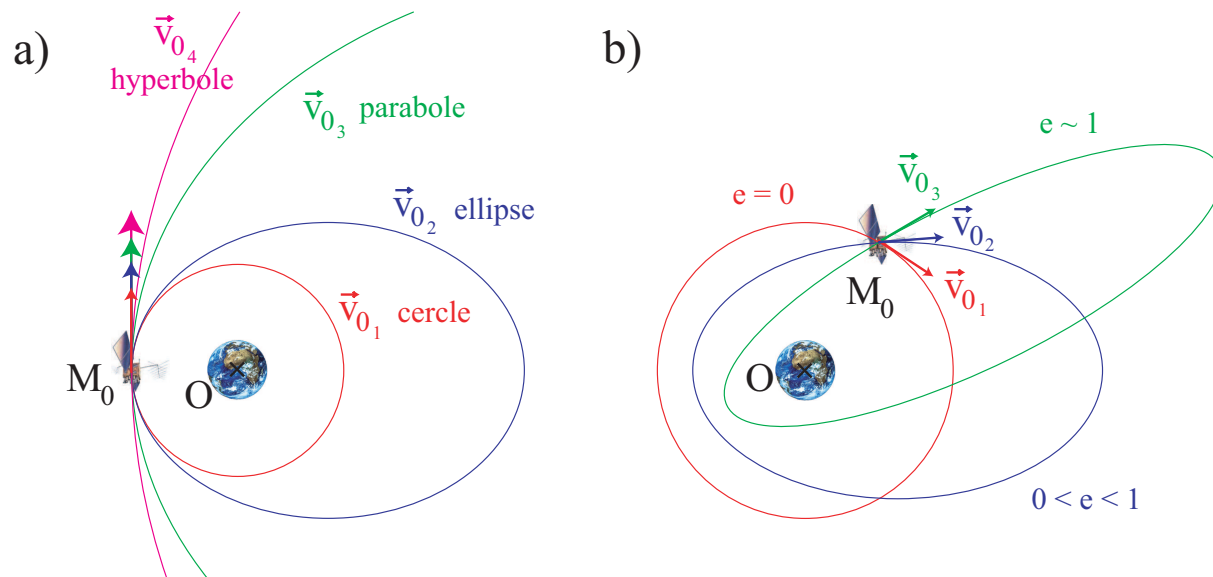 a)
v⃗₀₄
hyperbole
v⃗₀₃ parabole
v⃗₀₂ ellipse
v⃗₀₁ cercle
M₀
O
b)
e ~ 1
e = 0
v⃗₀₃
v⃗₀₂
v⃗₀₁
M₀
O
0 < e < 1